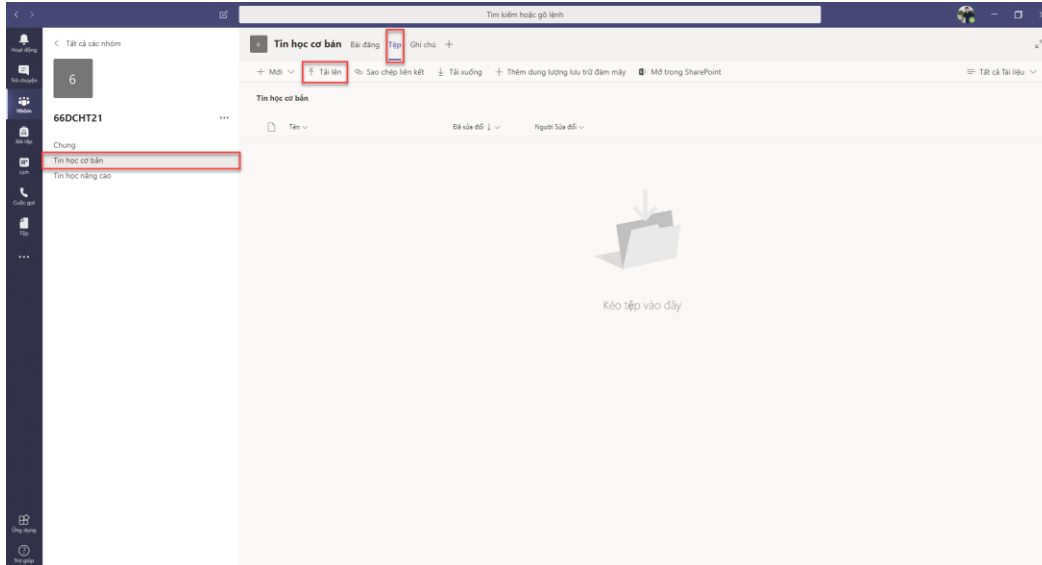 Tìm kiếm hoặc gõ lệnh
Hoạt động
Trò chuyện
Nhóm
Bài tập
Lịch
Cuộc gọi
Tệp
Ứng dụng
Trợ giúp
Tất cả các nhóm
6
66DCHT21
Chung
Tin học cơ bản
Tin học nâng cao
6 Tin học cơ bản Bài đăng Tệp Ghi chú
Mới Tải lên Sao chép liên kết Tải xuống Thêm dung lượng lưu trữ đám mây Mở trong SharePoint Tất cả Tài liệu
Tin học cơ bản
Tên Đã sửa đổi Người Sửa đổi
Kéo tệp vào đây